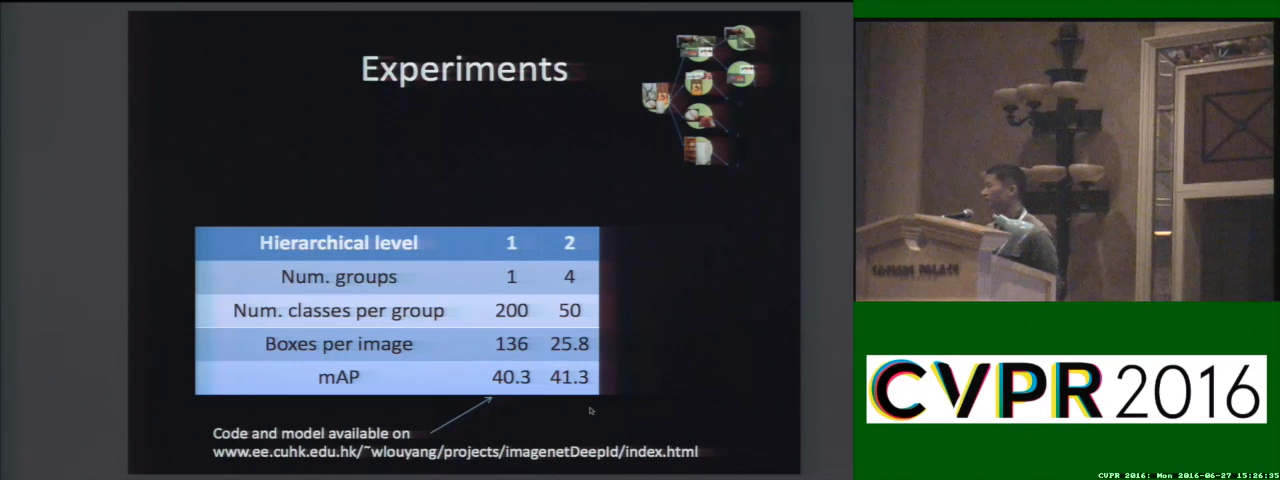 Experiments
Hierarchical level 1 2
Num. groups 1 4
Num. classes per group 200 50
Boxes per image 136 25.8
mAP 40.3 41.3
Code and model available on
www.ee.cuhk.edu.hk/~wlouyang/projects/imagenetDeepId/index.html
PALACE
CVPR 2016
CVPR 2016: Mon 2016-06-27 15:26:35